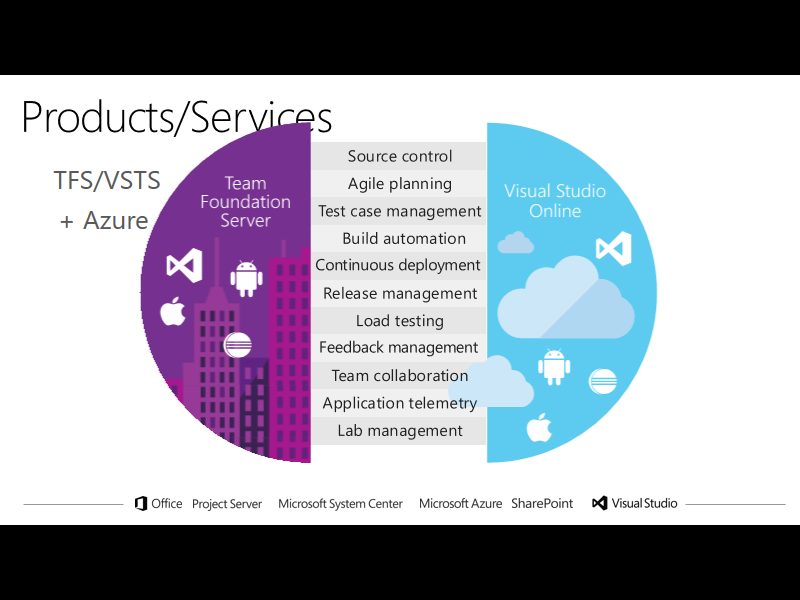 Products/Services
TFS/VSTS
+ Azure
Team
Foundation
Server
Source control
Agile planning
Test case management
Build automation
Continuous deployment
Release management
Load testing
Feedback management
Team collaboration
Application telemetry
Lab management
Visual Studio
Online
Office Project Server Microsoft System Center Microsoft Azure SharePoint Visual Studio